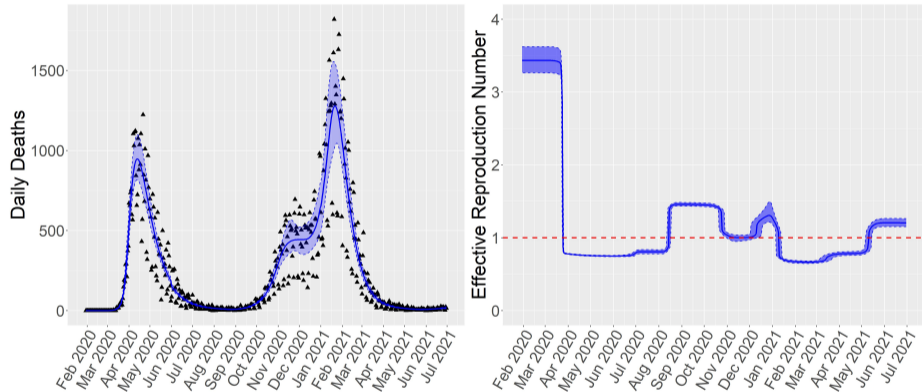 Daily Deaths
1500
1000
500
0
Feb 2020
Mar 2020
Apr 2020
May 2020
Jun 2020
Jul 2020
Aug 2020
Sep 2020
Oct 2020
Nov 2020
Dec 2020
Jan 2021
Feb 2021
Mar 2021
Apr 2021
May 2021
Jun 2021
Jul 2021
Effective Reproduction Number
4
3
2
1
0
Feb 2020
Mar 2020
Apr 2020
May 2020
Jun 2020
Jul 2020
Aug 2020
Sep 2020
Oct 2020
Nov 2020
Dec 2020
Jan 2021
Feb 2021
Mar 2021
Apr 2021
May 2021
Jun 2021
Jul 2021